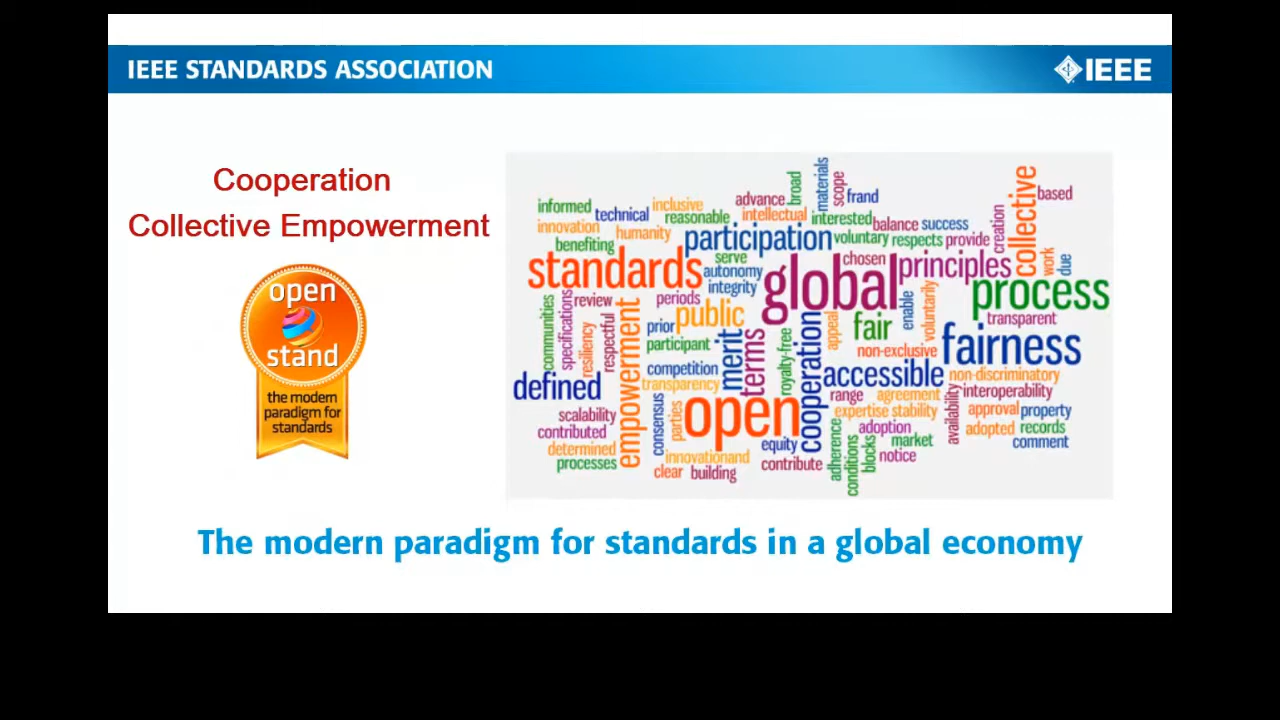 IEEE STANDARDS ASSOCIATION
IEEE
Cooperation
Collective Empowerment
open
stand
the modern
paradigm for
standards
informed
technical
inclusive
reasonable
advance
intellectual
broad
materials
scope
frand
interested
balance
success
creation
collective
based
innovation
humanity
benefiting
participation
voluntary
respects
provide
work
due
standards
serve
autonomy
integrity
global
chosen
principles
process
transparent
communities
specifications
review
resiliency
respectful
empowerment
periods
prior
public
participant
merit
terms
royalty-free
cooperation
appeal
fair
enable
voluntarily
non-exclusive
fairness
defined
competition
transparency
accessible
non-discriminatory
range
agreement
availability
interoperability
scalability
contributed
determined
processes
consensus
parties
open
expertise
stability
approval
property
adoption
adopted
records
market
comment
equity
innovationand
clear
building
contribute
adherence
conditions
blocks
notice
The modern paradigm for standards in a global economy